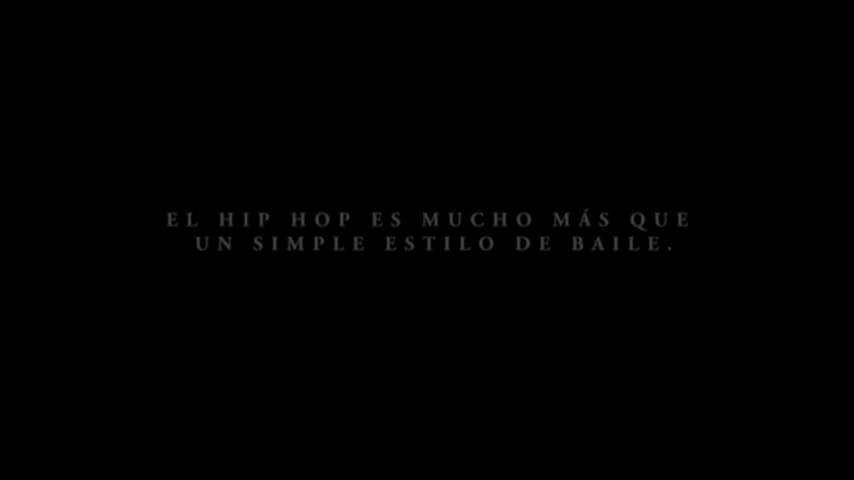 EL HIP HOP ES MUCHO MÁS QUE
UN SIMPLE ESTILO DE BAILE.